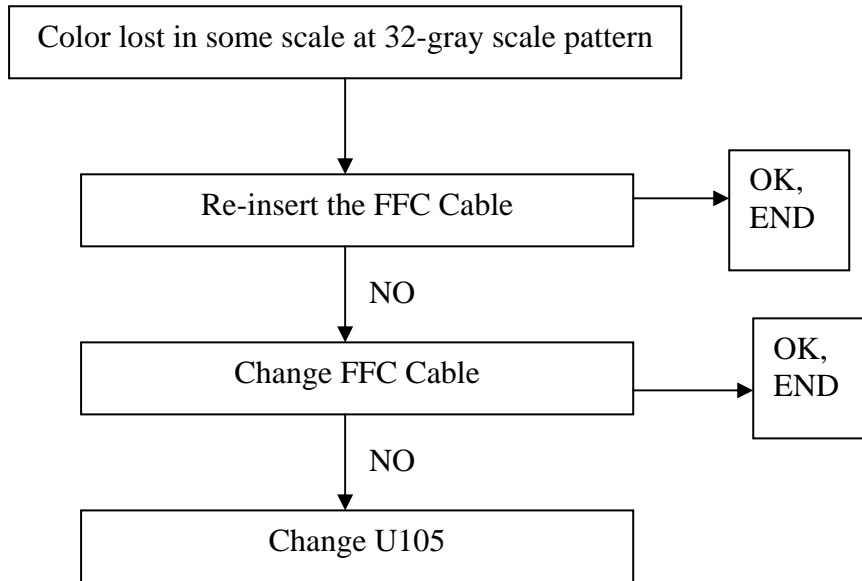 Color lost in some scale at 32-gray scale pattern
Re-insert the FFC Cable
OK,
END
NO
Change FFC Cable
OK,
END
NO
Change U105